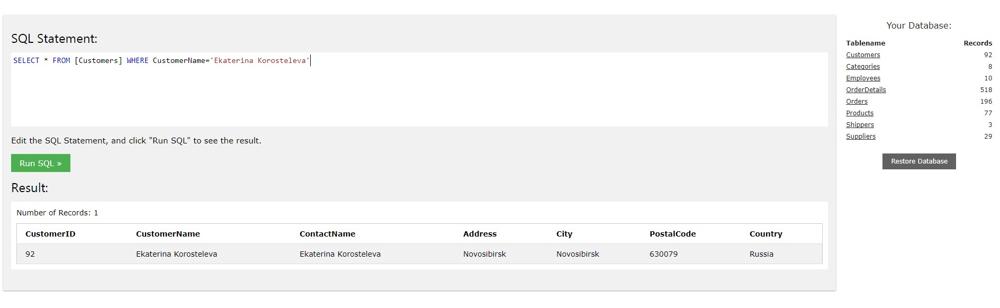 SQL Statement:
SELECT * FROM [Customers] WHERE CustomerName='Ekaterina Korosteleva'
Edit the SQL Statement, and click "Run SQL" to see the result.
Run SQL »
Result:
Number of Records: 1
CustomerID CustomerName ContactName Address City PostalCode Country
92 Ekaterina Korosteleva Ekaterina Korosteleva Novosibirsk Novosibirsk 630079 Russia
Your Database:
Tablename Records
Customers 92
Categories 8
Employees 10
OrderDetails 518
Orders 196
Products 77
Shippers 3
Suppliers 29
Restore Database